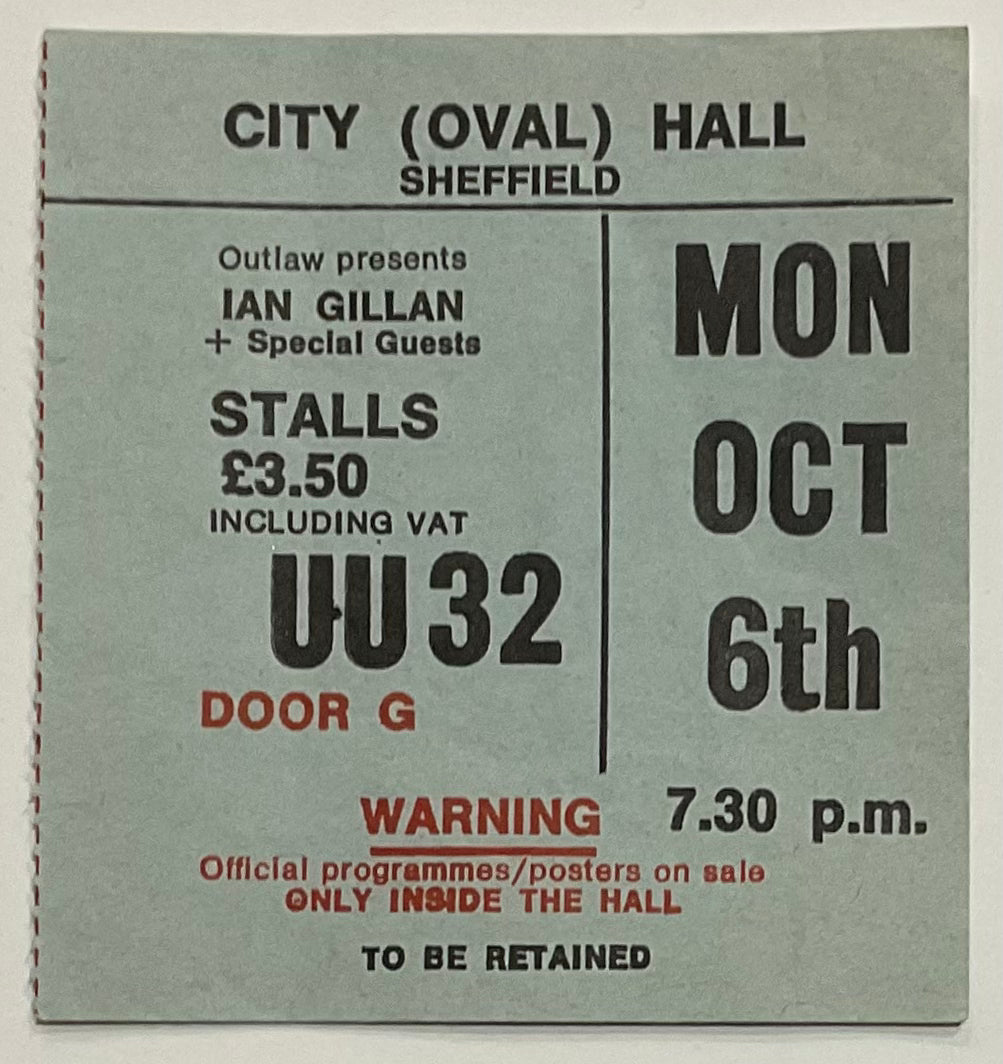 CITY (OVAL) HALL
SHEFFIELD
Outlaw presents
IAN GILLAN
+ Special Guests
STALLS
£3.50
INCLUDING VAT
UU 32
DOOR G
MON
OCT
6th
7.30 p.m.
WARNING
Official programmes/posters on sale
ONLY INSIDE THE HALL
TO BE RETAINED